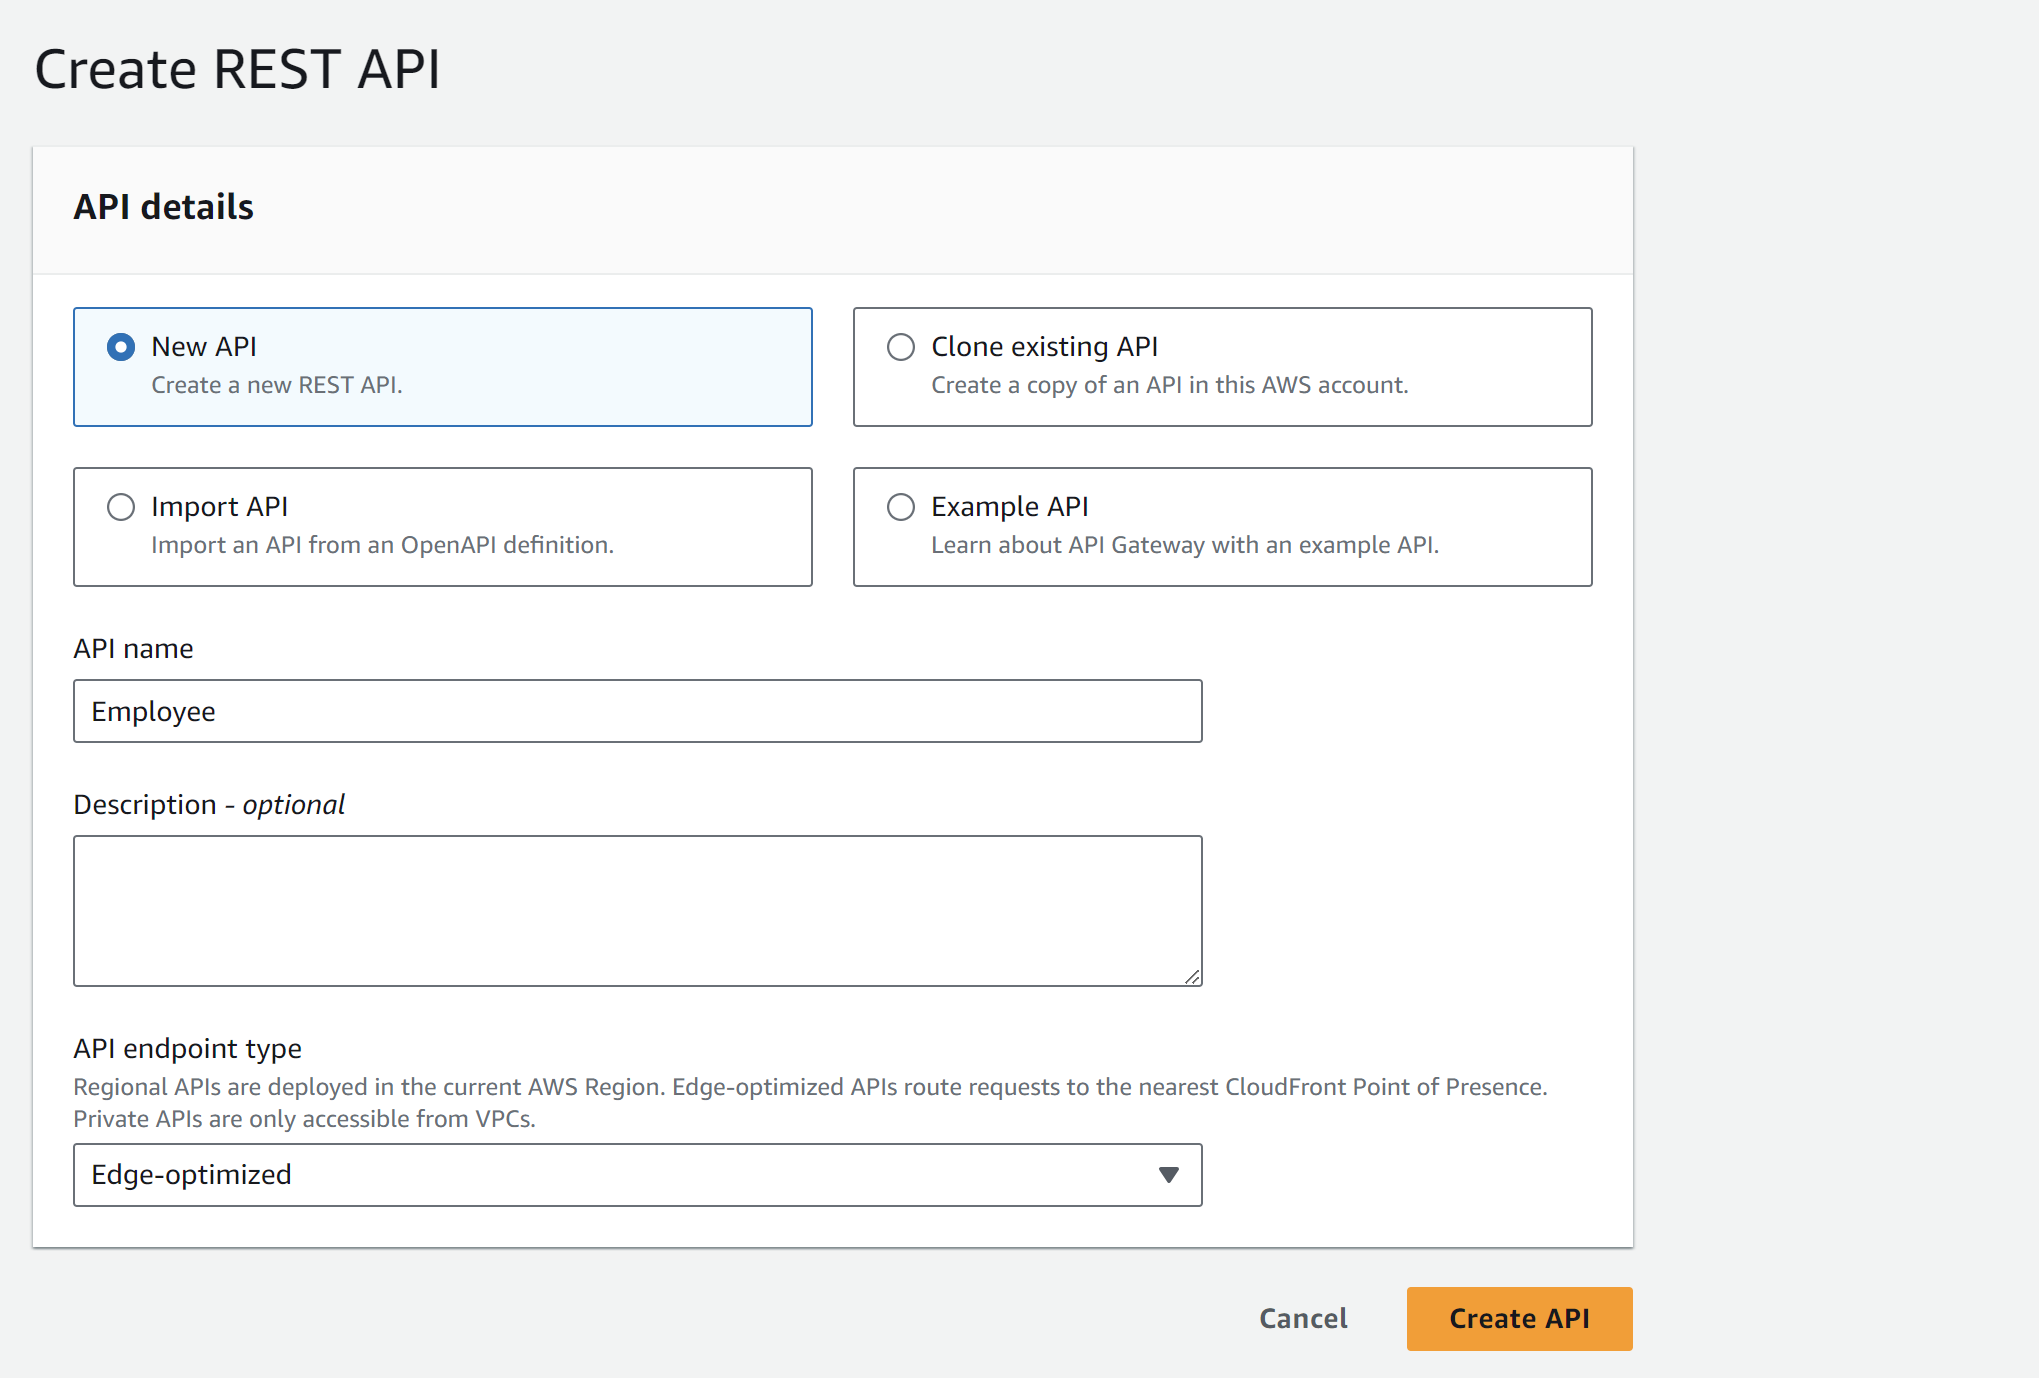 Create REST API
API details
New API
Create a new REST API.
Clone existing API
Create a copy of an API in this AWS account.
Import API
Import an API from an OpenAPI definition.
Example API
Learn about API Gateway with an example API.
API name
Employee
Description - optional
API endpoint type
Regional APIs are deployed in the current AWS Region. Edge-optimized APIs route requests to the nearest CloudFront Point of Presence.
Private APIs are only accessible from VPCs.
Edge-optimized
Cancel
Create API